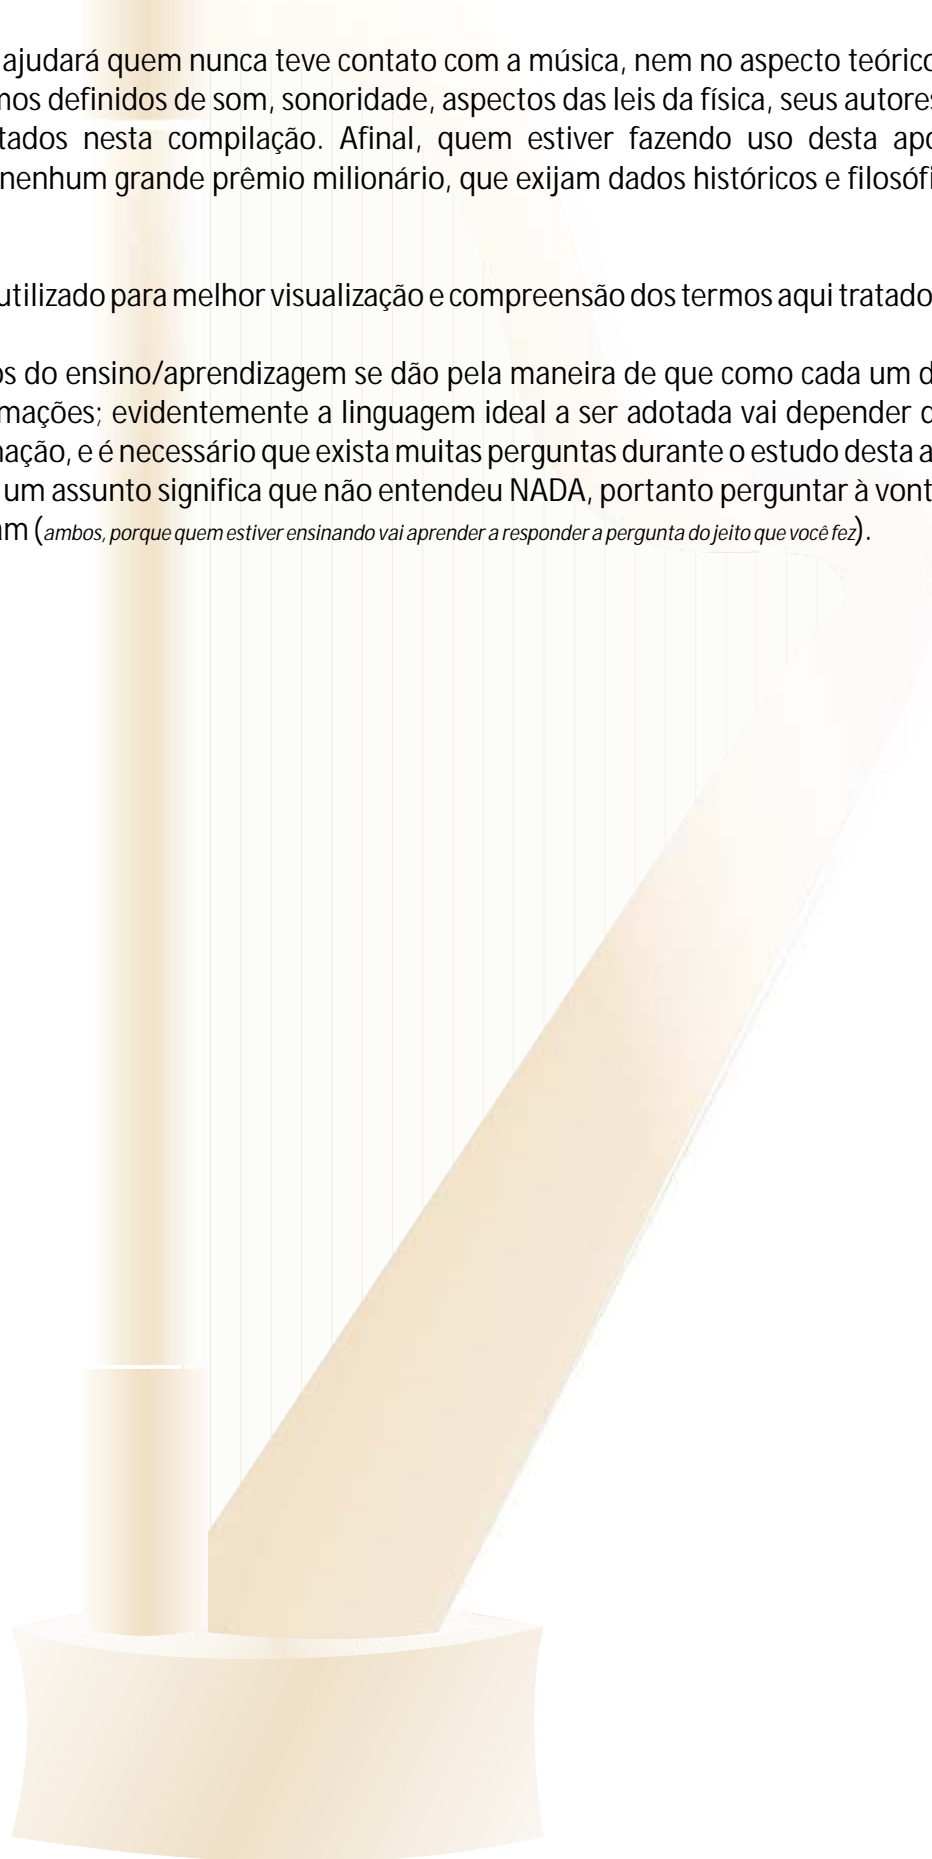 ajudará quem nunca teve contato com a música, nem no aspecto teórico
mos definidos de som, sonoridade, aspectos das leis da física, seus autores
tados nesta compilação. Afinal, quem estiver fazendo uso desta apo
nenhum grande prêmio milionário, que exijam dados históricos e filosófi
utilizado para melhor visualização e compreensão dos termos aqui tratado
os do ensino/aprendizagem se dão pela maneira de que como cada um d
mações; evidentemente a linguagem ideal a ser adotada vai depender d
nação, e é necessário que exista muitas perguntas durante o estudo desta a
um assunto significa que não entendeu NADA, portanto perguntar à vont
am (ambos, porque quem estiver ensinando vai aprender a responder a pergunta do jeito que você fez).